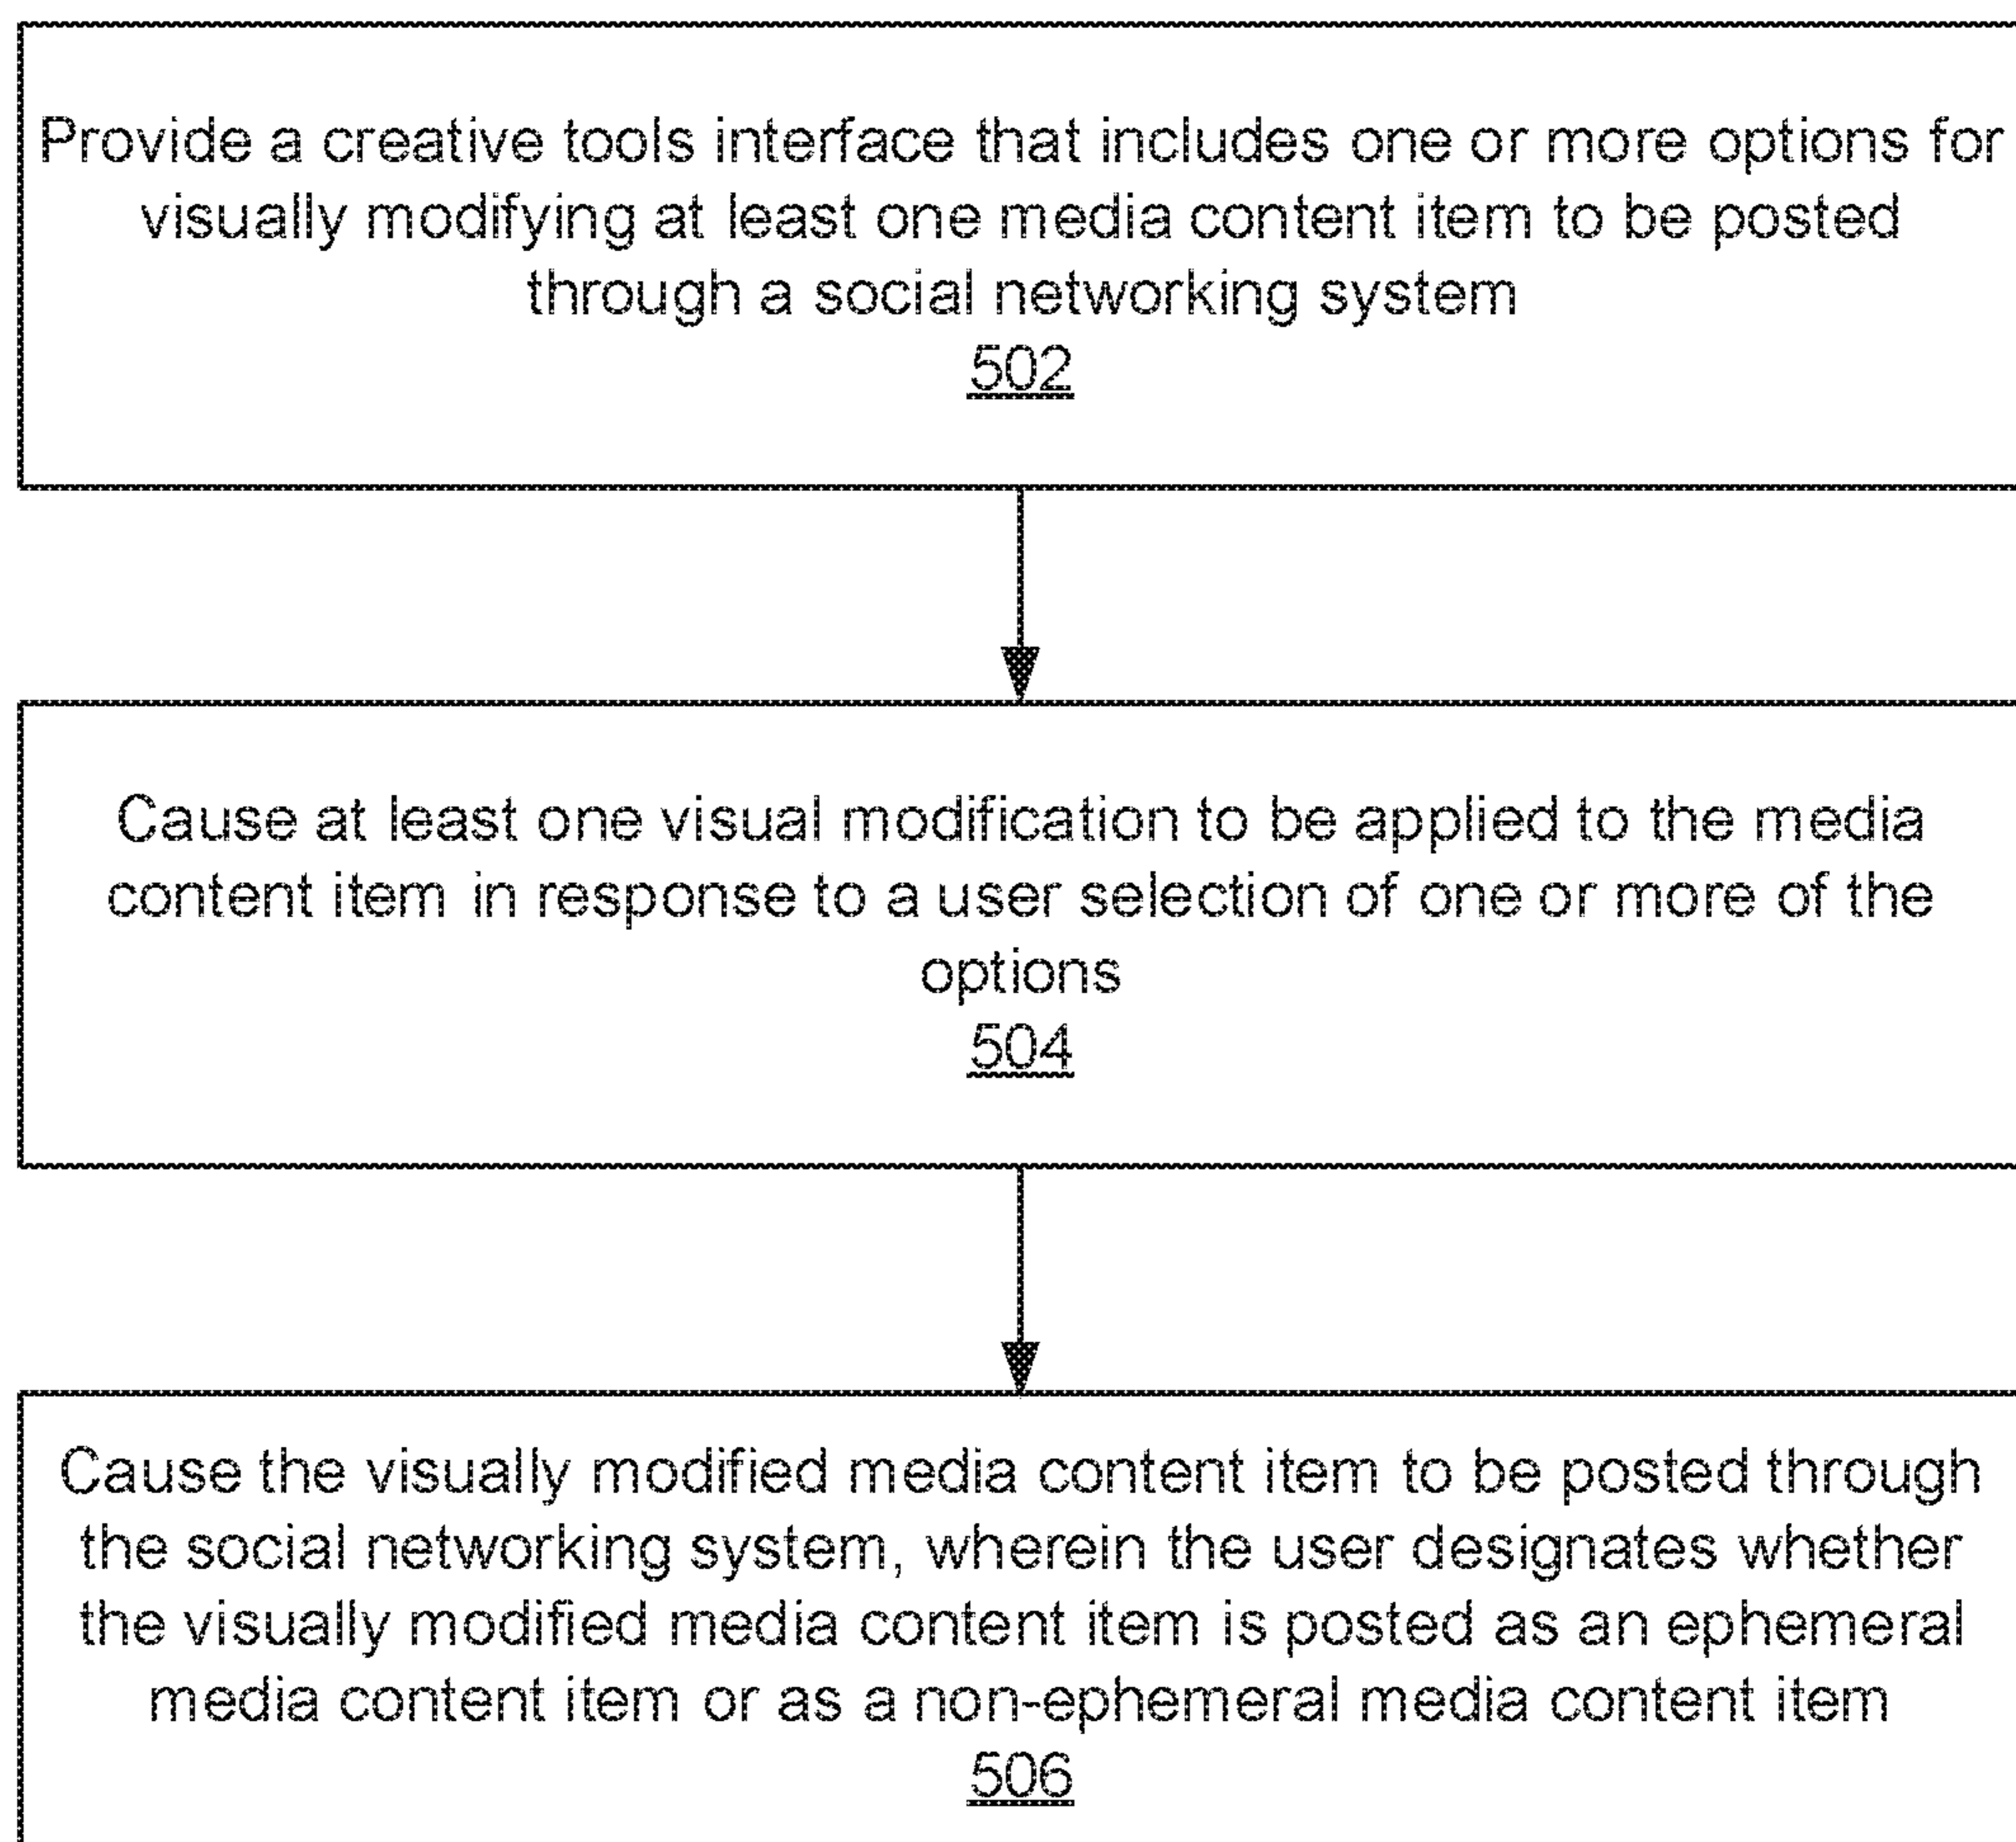 Provide a creative tools interface that includes one or more options for
visually modifying at least one media content item to be posted
through a social networking system
502
Cause at least one visual modification to be applied to the media
content item in response to a user selection of one or more of the
options
504
Cause the visually modified media content item to be posted through
the social networking system, wherein the user designates whether
the visually modified media content item is posted as an ephemeral
media content item or as a non-ephemeral media content item
506